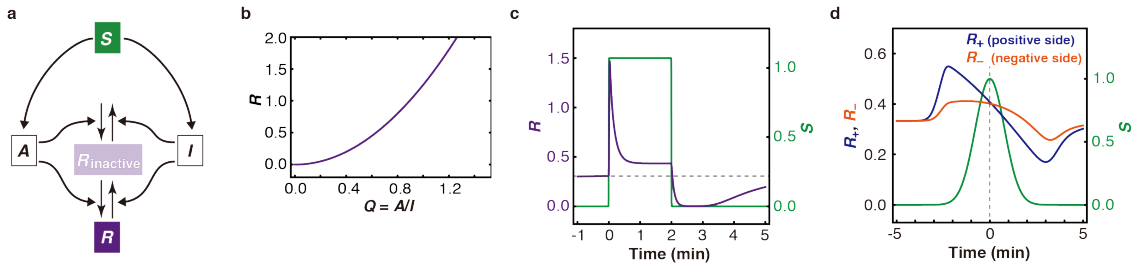 a
S
A
I
Rinactive
R
b
2.0
1.5
R
1.0
0.5
0.0
0.0
0.4
0.8
1.2
Q = A/I
c
1.5
R
1.0
0.5
0.0
1.0
S
0.5
0.0
-1
0
1
2
3
4
5
Time (min)
d
R+ (positive side)
R− (negative side)
0.6
0.4
R+, R−
0.2
0.0
1.0
S
0.5
0.0
-5
0
5
Time (min)